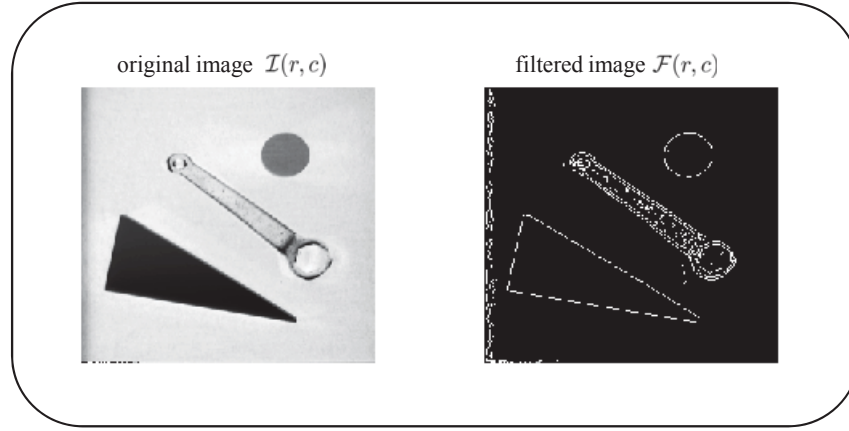 original image I(r, c)
filtered image F(r, c)